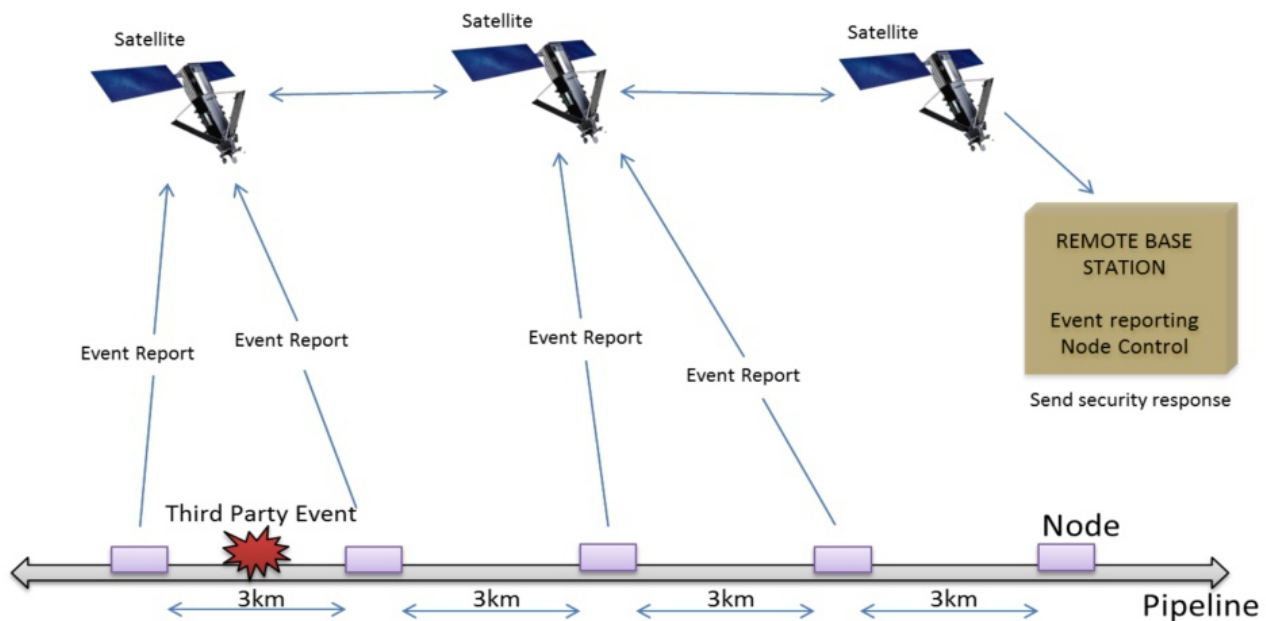 Satellite
Satellite
Satellite
REMOTE BASE
STATION
Event reporting
Node Control
Send security response
Event Report
Event Report
Event Report
Event Report
Third Party Event
Node
3km
3km
3km
3km
Pipeline